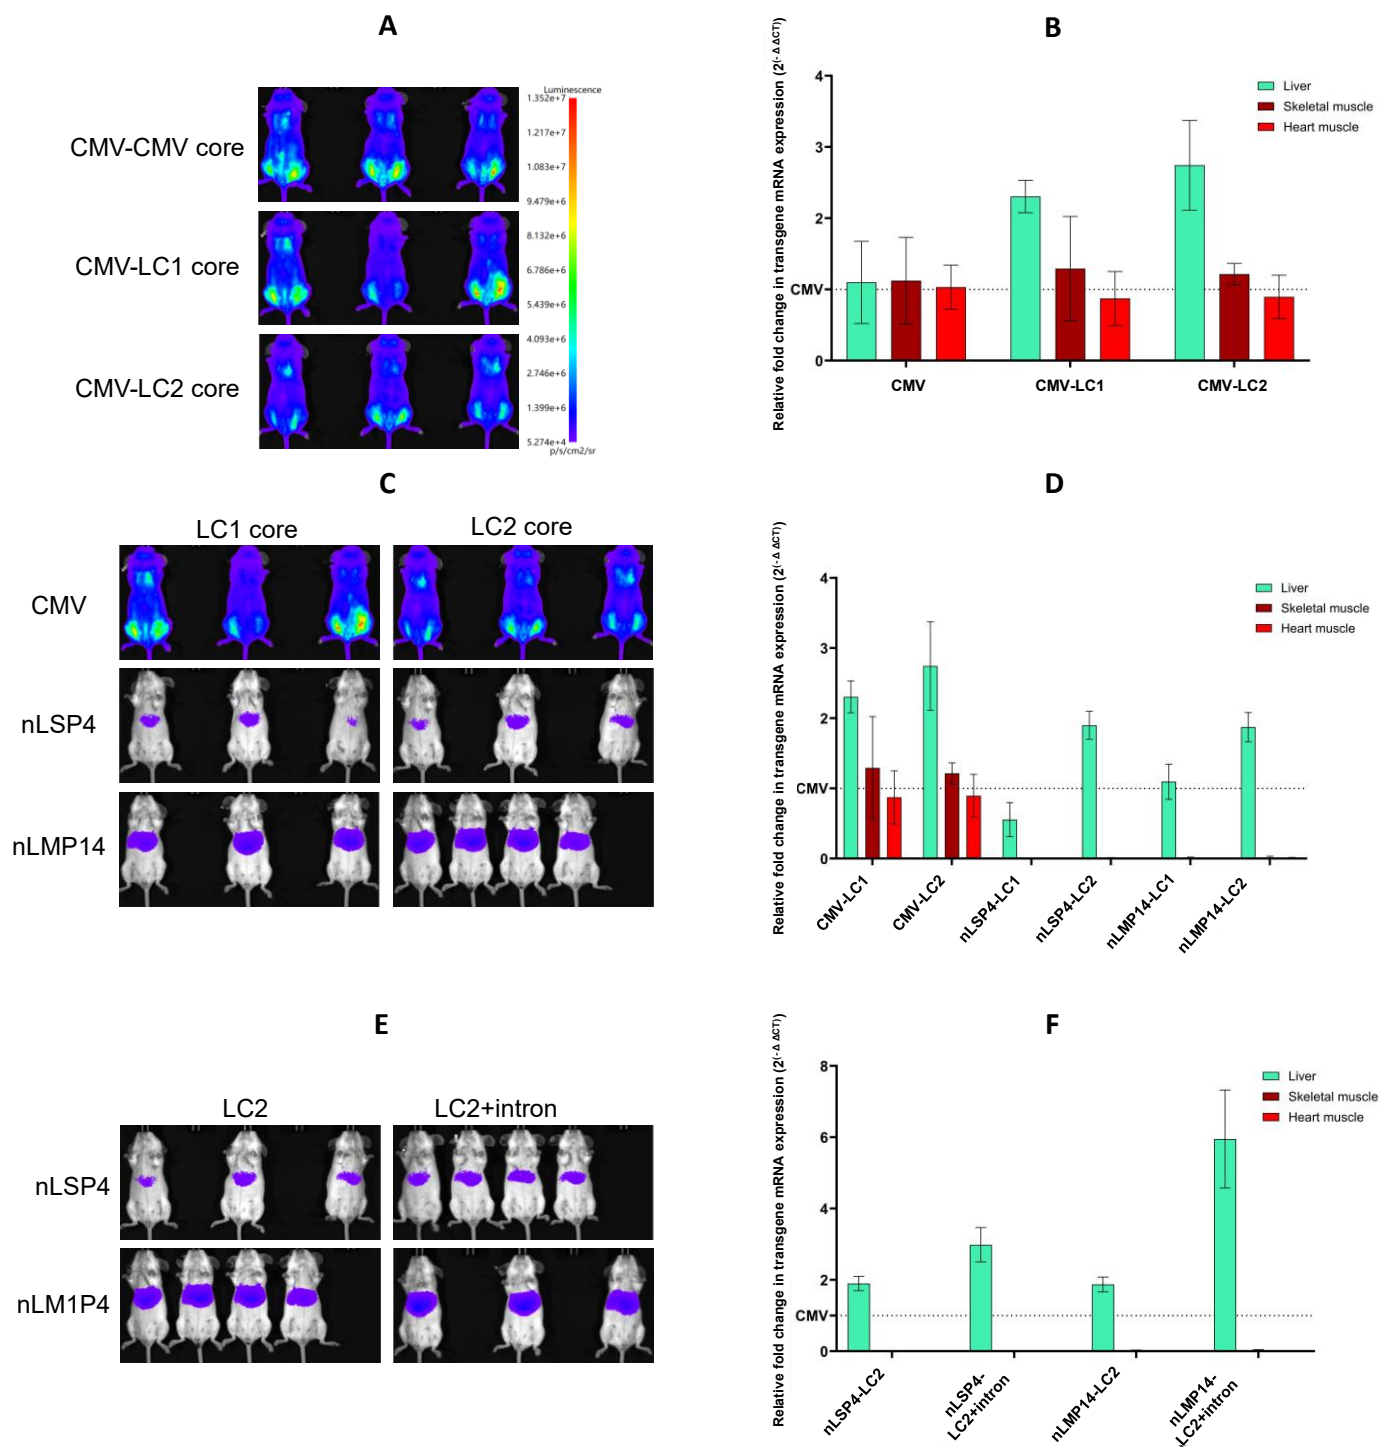 A
CMV-CMV core
CMV-LC1 core
CMV-LC2 core
Luminescence
1.352e+7
1.217e+7
1.083e+7
9.479e+6
8.132e+6
6.786e+6
5.439e+6
4.093e+6
2.746e+6
1.399e+6
5.274e+4
p/s/cm2/sr
B
Relative fold change in transgene mRNA expression (2(-Δ ΔCT))
4
3
2
CMV
0
CMV
CMV-LC1
CMV-LC2
Liver
Skeletal muscle
Heart muscle
C
LC1 core
LC2 core
CMV
nLSP4
nLMP14
D
Relative fold change in transgene mRNA expression (2(-Δ ΔCT))
4
3
2
CMV
0
CMV-LC1
CMV-LC2
nLSP4-LC1
nLSP4-LC2
nLMP14-LC1
nLMP14-LC2
Liver
Skeletal muscle
Heart muscle
E
LC2
LC2+intron
nLSP4
nLM1P4
F
Relative fold change in transgene mRNA expression (2(-Δ ΔCT))
8
6
4
2
CMV
0
nLSP4-LC2
nLSP4-
LC2+intron
nLMP14-LC2
nLMP14-
LC2+intron
Liver
Skeletal muscle
Heart muscle